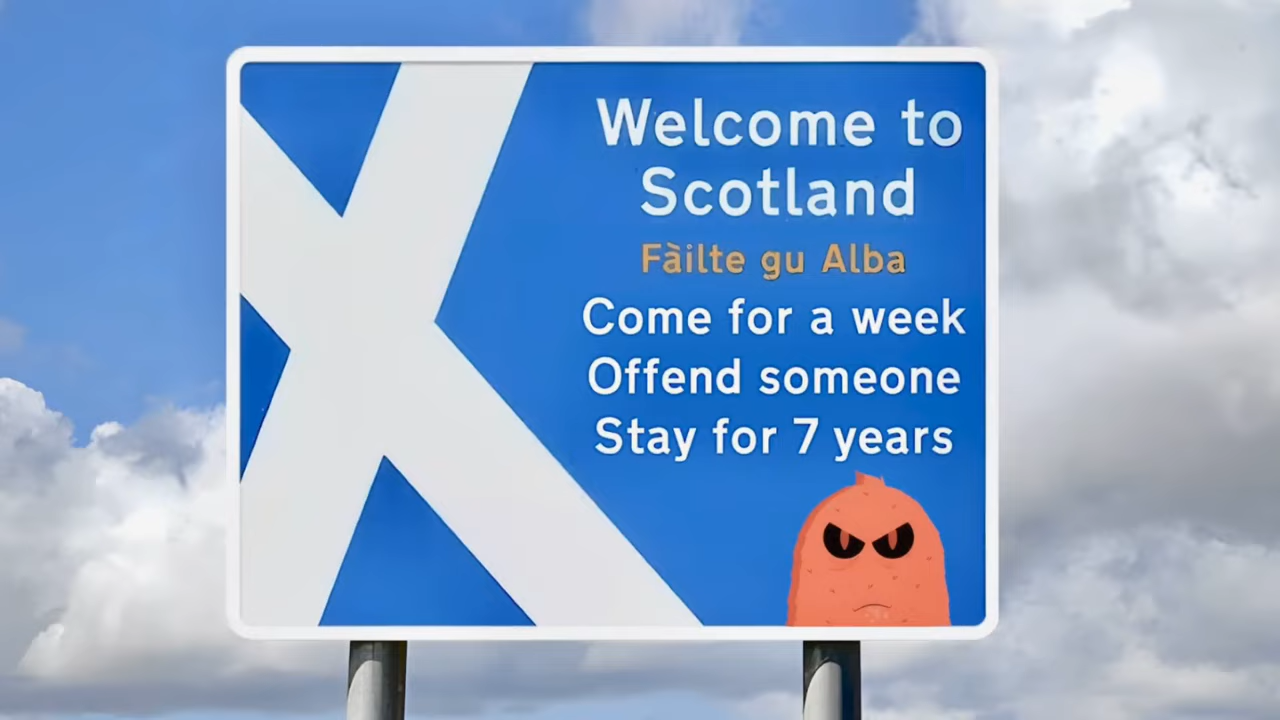 Welcome to
Scotland
Fàilte gu Alba
Come for a week
Offend someone
Stay for 7 years